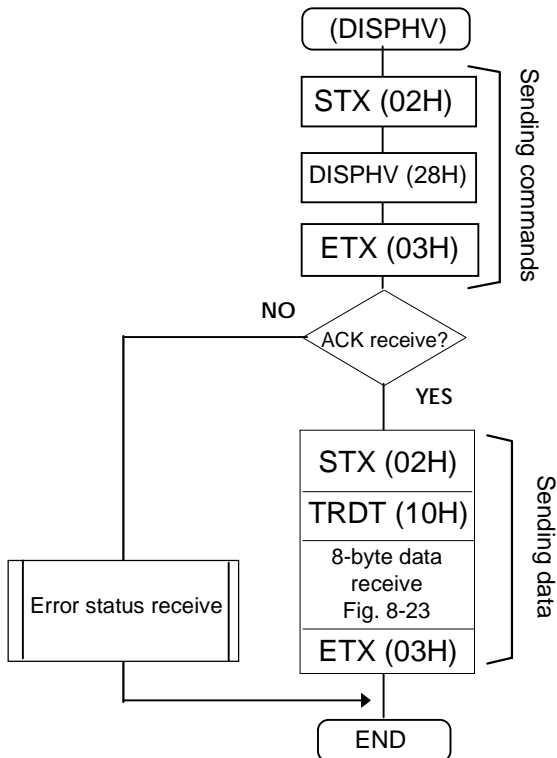 (DISPHV)
STX (02H)
DISPHV (28H)
ETX (03H)
Sending commands
NO
ACK receive?
YES
STX (02H)
TRDT (10H)
8-byte data
receive
Fig. 8-23
ETX (03H)
Sending data
Error status receive
END